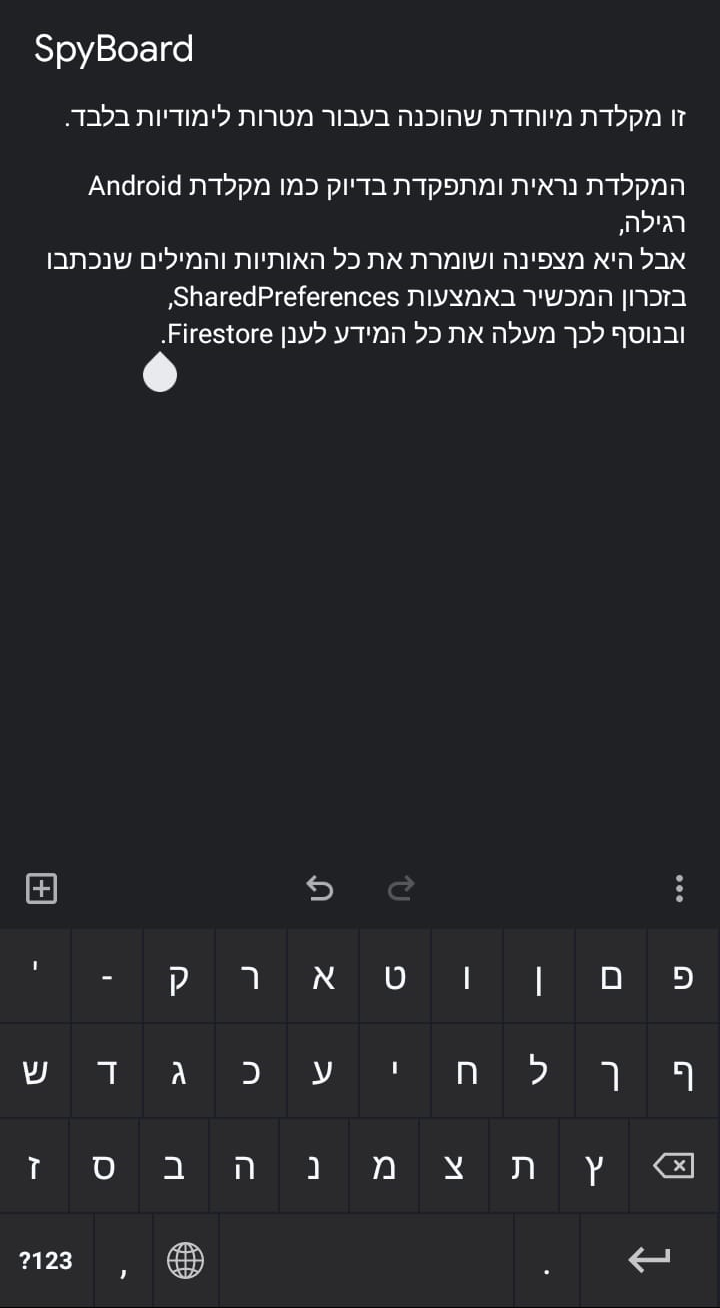 SpyBoard
זו מקלדת מיוחדת שהוכנה בעבור מטרות לימודיות בלבד.
המקלדת נראית ומתפקדת בדיוק כמו מקלדת Android
רגילה,
אבל היא מצפינה ושומרת את כל האותיות והמילים שנכתבו
בזכרון המכשיר באמצעות SharedPreferences,
ובנוסף לכך מעלה את כל המידע לענן Firestore.
' - ק ר א ט ו ן ם פ
ש ד ג כ ע י ח ל ך ף
ז ס ב ה נ מ צ ת ץ
?123 , .